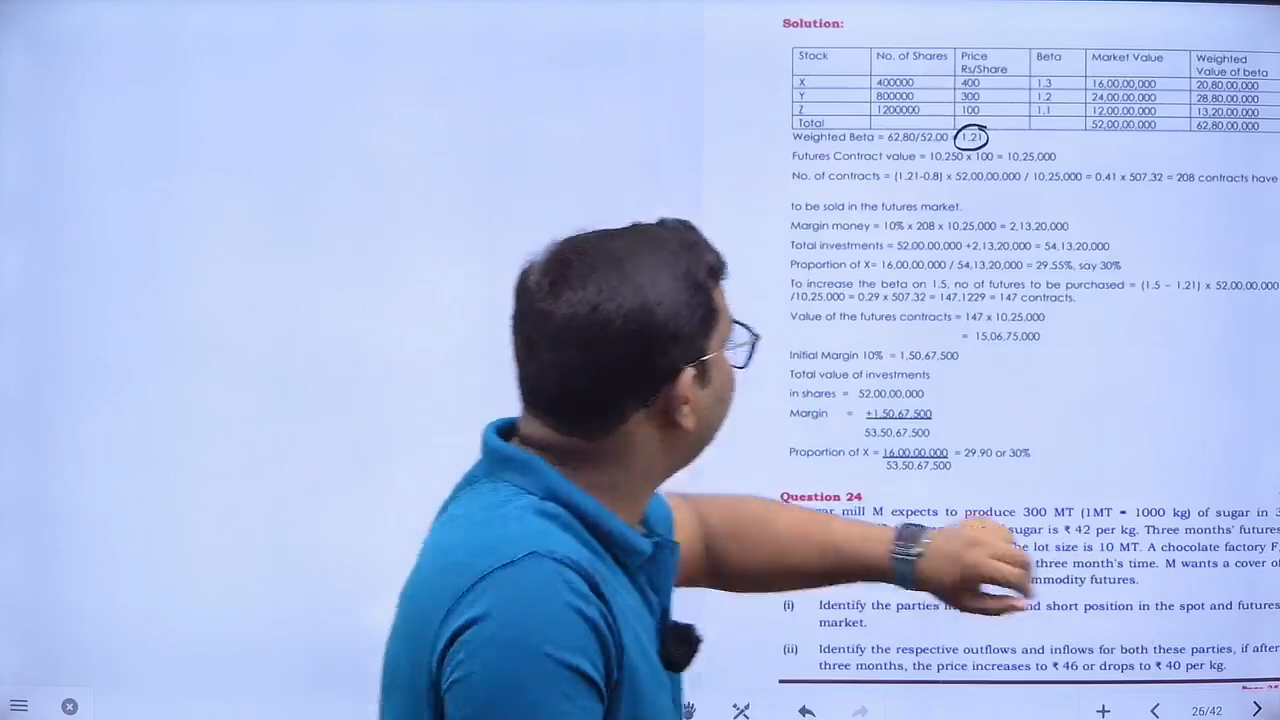 Solution:
Stock No. of Shares Price Rs/Share Beta Market Value Weighted Value of beta
X 400000 400 1.3 16,00,00,000 20,80,00,000
Y 800000 300 1.2 24,00,00,000 28,80,00,000
Z 1200000 100 1.1 12,00,00,000 13,20,00,000
Total 52,00,00,000 62,80,00,000
Weighted Beta = 62,80/52,00 1.21
Futures Contract value = 10,250 x 100 = 10,25,000
No. of contracts = (1.21-0.8) x 52,00,00,000 / 10,25,000 = 0.41 x 507.32 = 208 contracts have
to be sold in the futures market.
Margin money = 10% x 208 x 10,25,000 = 2,13,20,000
Total investments = 52,00,00,000 +2,13,20,000 = 54,13,20,000
Proportion of X= 16,00,00,000 / 54,13,20,000 = 29.55%, say 30%
To increase the beta on 1.5, no of futures to be purchased = (1.5 – 1.21) x 52,00,00,000
/10,25,000 = 0.29 x 507.32 = 147.1229 = 147 contracts.
Value of the futures contracts = 147 x 10,25,000
= 15,06,75,000
Initial Margin 10% = 1,50,67,500
Total value of investments
in shares = 52,00,00,000
Margin = +1,50,67,500
53,50,67,500
Proportion of X = 16,00,00,000 = 29.90 or 30%
53,50,67,500
Question 24
mill M expects to produce 300 MT (1MT = 1000 kg) of sugar in 3
sugar is ₹ 42 per kg. Three months' futures
lot size is 10 MT. A chocolate factory F
three month's time. M wants a cover of
futures.
(i) Identify the parties short position in the spot and futures
market.
(ii) Identify the respective outflows and inflows for both these parties, if after
three months, the price increases to ₹ 46 or drops to ₹ 40 per kg.
26/42